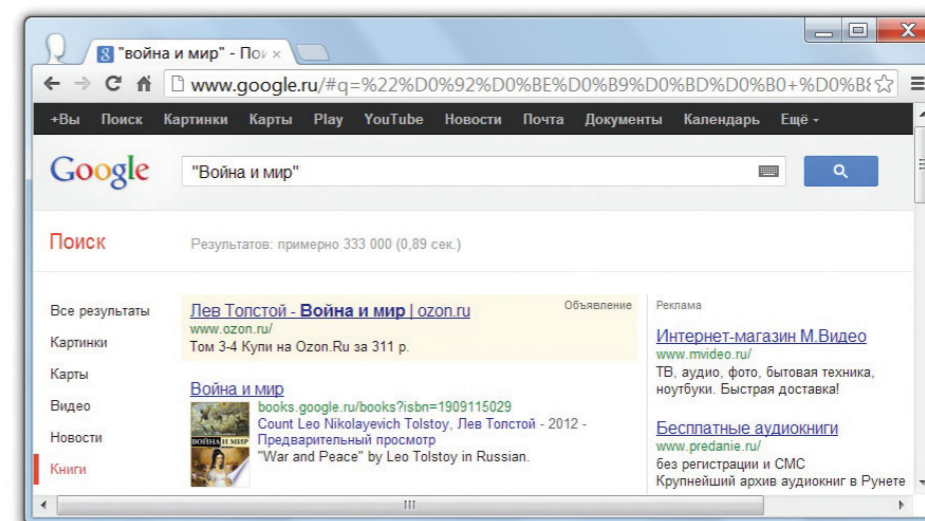 "война и мир" - Пои
www.google.ru/#q=%22%D0%92%D0%BE%D0%B9%D0%BD%D0%B0+%D0%B8
+Вы Поиск Картинки Карты Play YouTube Новости Почта Документы Календарь Ещё
Google "Война и мир"
Поиск Результатов: примерно 333 000 (0,89 сек.)
Все результаты
Картинки
Карты
Видео
Новости
Книги
Лев Толстой - Война и мир | ozon.ru Объявление
www.ozon.ru/
Том 3-4 Купи на Ozon.Ru за 311 р.
Война и мир
books.google.ru/books?isbn=1909115029
Count Leo Nikolayevich Tolstoy, Лев Толстой - 2012 -
Предварительный просмотр
"War and Peace" by Leo Tolstoy in Russian.
ВОЙНА И МИР
Реклама
Интернет-магазин М.Видео
www.mvideo.ru/
ТВ, аудио, фото, бытовая техника,
ноутбуки. Быстрая доставка!
Бесплатные аудиокниги
www.predanie.ru/
без регистрации и СМС
Крупнейший архив аудиокниг в Рунете